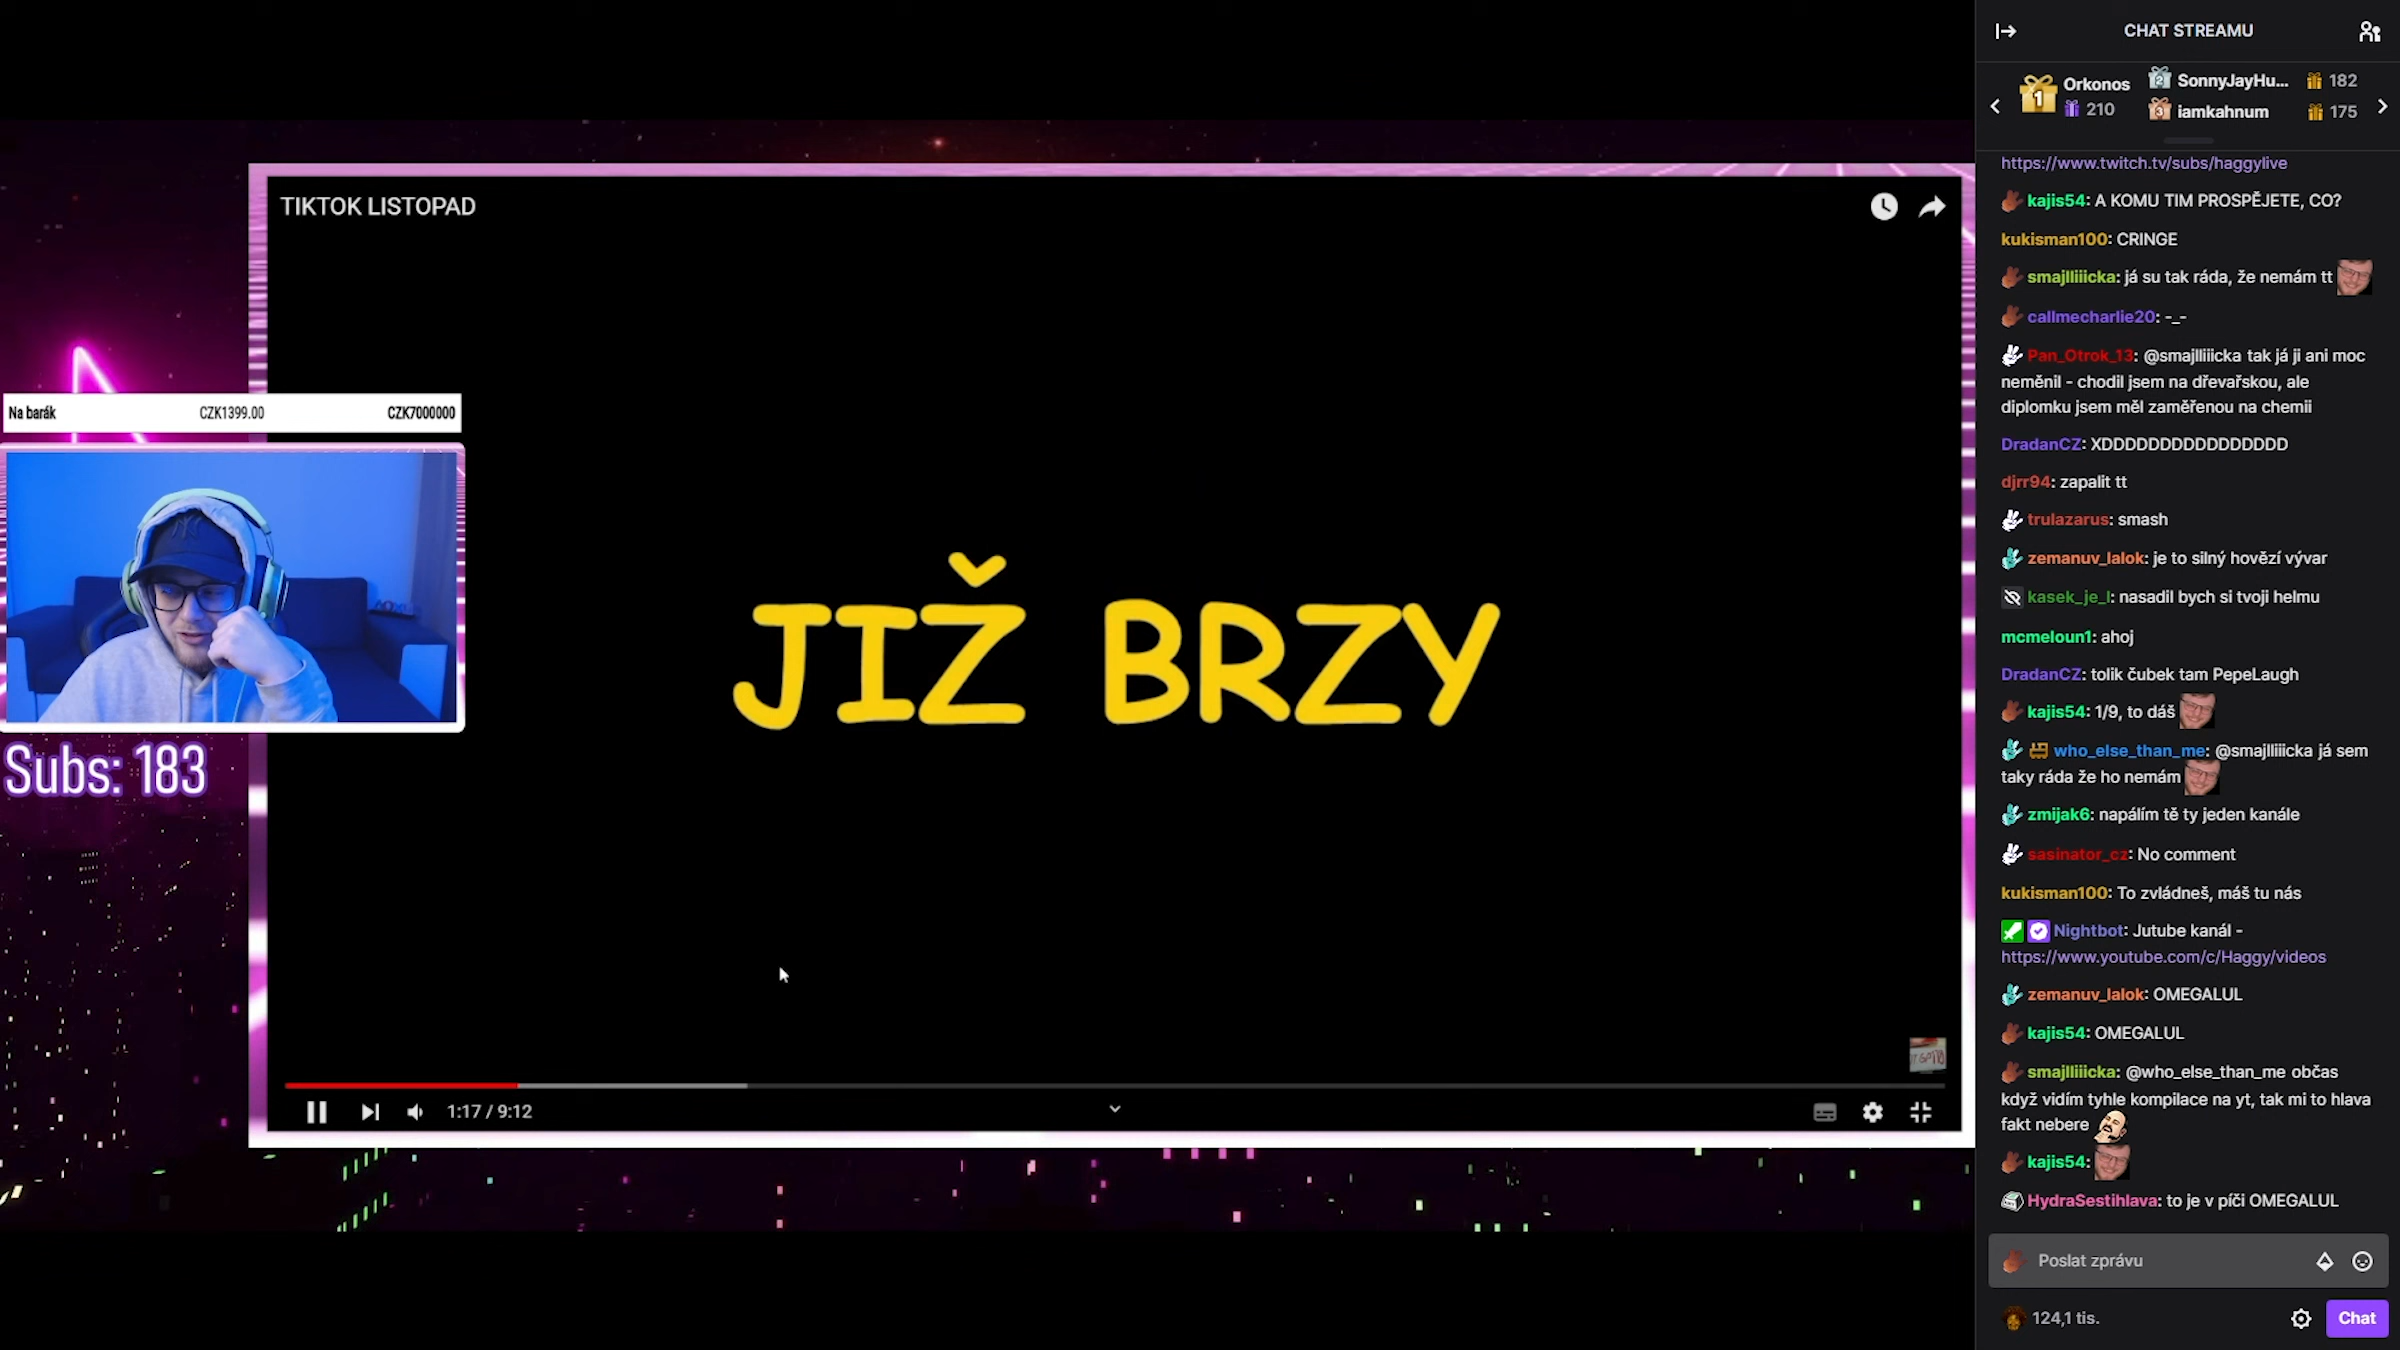 TIKTOK LISTOPAD
Na barák CZK1399.00 CZK7000000
NY
JIŽ BRZY
Subs: 183
1:17 / 9:12
CHAT STREAMU
1 Orkonos 210
2 SonnyJayHu... 182
3 iamkahnum 175
https://www.twitch.tv/subs/haggylive
kajis54: A KOMU TIM PROSPĚJETE, CO?
kukisman100: CRINGE
smajlliiicka: já su tak ráda, že nemám tt
callmecharlie20: -_-
Pan_Otrok_13: @smajlliiicka tak já ji ani moc
neměnil - chodil jsem na dřevařskou, ale
diplomku jsem měl zaměřenou na chemii
DradanCZ: XDDDDDDDDDDDDDDDD
djrr94: zapalit tt
trulazarus: smash
zemanuv_lalok: je to silný hovězí vývar
kasek_je_l: nasadil bych si tvoji helmu
mcmeloun1: ahoj
DradanCZ: tolik čubek tam PepeLaugh
kajis54: 1/9, to dáš
who_else_than_me: @smajlliiicka já sem
taky ráda že ho nemám
zmijak6: napálím tě ty jeden kanále
sasinator_cz: No comment
kukisman100: To zvládneš, máš tu nás
Nightbot: Jutube kanál -
https://www.youtube.com/c/Haggy/videos
zemanuv_lalok: OMEGALUL
kajis54: OMEGALUL
smajlliiicka: @who_else_than_me občas
když vidím tyhle kompilace na yt, tak mi to hlava
fakt nebere
kajis54:
HydraSestihlava: to je v píči OMEGALUL
Poslat zprávu
124,1 tis.
Chat